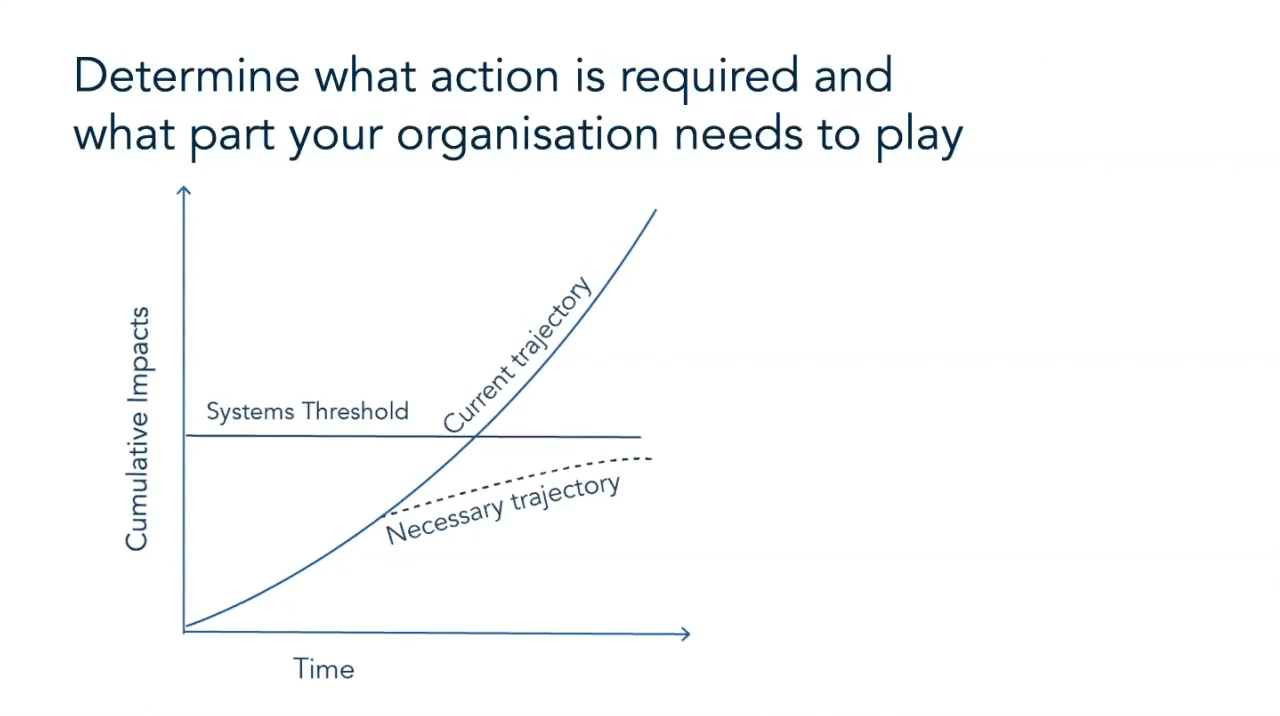 Determine what action is required and
what part your organisation needs to play
Cumulative Impacts
Systems Threshold
Current trajectory
Necessary trajectory
Time